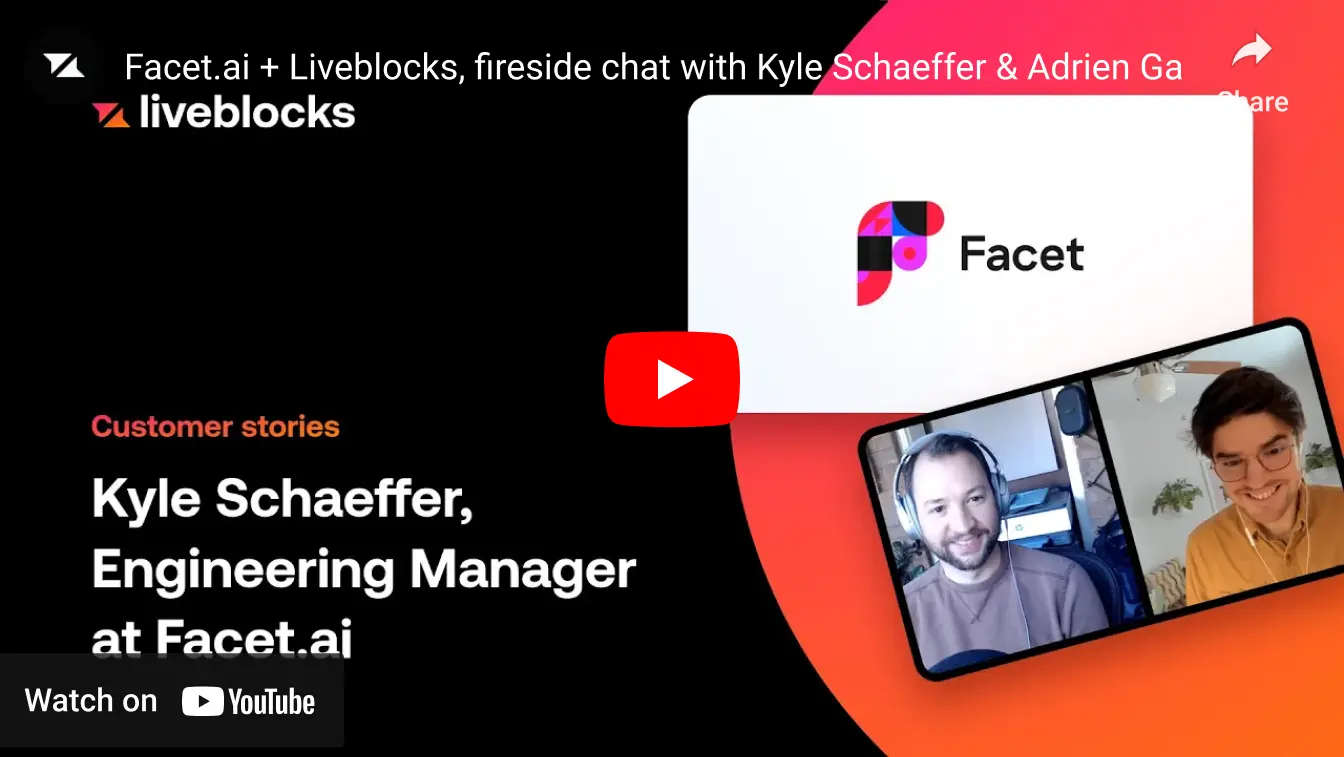 Facet.ai + Liveblocks, fireside chat with Kyle Schaeffer & Adrien Ga
Share
liveblocks
Facet
Customer stories
Kyle Schaeffer,
Engineering Manager
at Facet.ai
Watch on YouTube